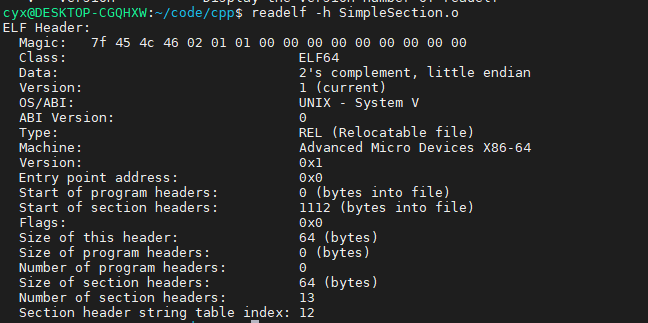 cyx@DESKTOP-CGQHXW:~/code/cpp$ readelf -h SimpleSection.o
ELF Header:
  Magic:   7f 45 4c 46 02 01 01 00 00 00 00 00 00 00 00 00
  Class:                             ELF64
  Data:                              2's complement, little endian
  Version:                           1 (current)
  OS/ABI:                            UNIX - System V
  ABI Version:                       0
  Type:                              REL (Relocatable file)
  Machine:                           Advanced Micro Devices X86-64
  Version:                           0x1
  Entry point address:               0x0
  Start of program headers:          0 (bytes into file)
  Start of section headers:          1112 (bytes into file)
  Flags:                             0x0
  Size of this header:               64 (bytes)
  Size of program headers:           0 (bytes)
  Number of program headers:         0
  Size of section headers:           64 (bytes)
  Number of section headers:         13
  Section header string table index: 12